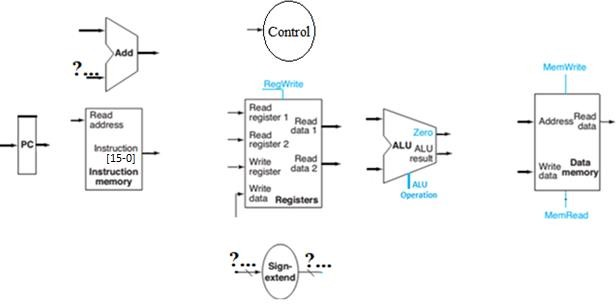 Control
Add
?...
RegWrite
MemWrite
PC
Read
address
Instruction
[15-0]
Instruction
memory
Read
register 1
Read
data 1
Read
register 2
Read
data 2
Write
register
Write
data
Registers
Zero
ALU
ALU
result
ALU
Operation
Address
Read
data
Write
data
Data
memory
MemRead
?...
Sign-
extend
?...